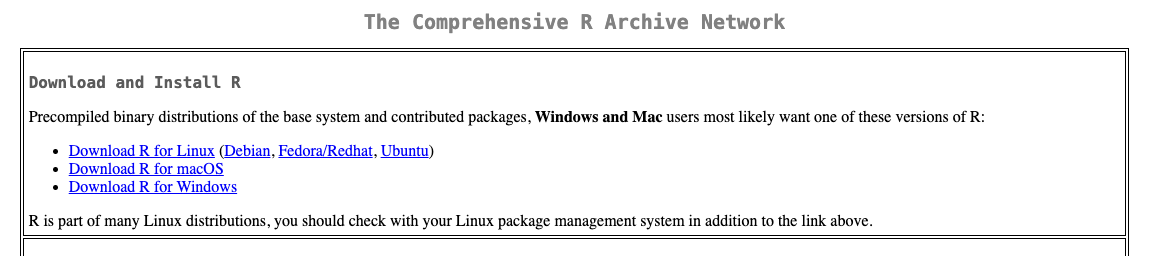 The Comprehensive R Archive Network
Download and Install R
Precompiled binary distributions of the base system and contributed packages, Windows and Mac users most likely want one of these versions of R:
• Download R for Linux (Debian, Fedora/Redhat, Ubuntu)
• Download R for macOS
• Download R for Windows
R is part of many Linux distributions, you should check with your Linux package management system in addition to the link above.